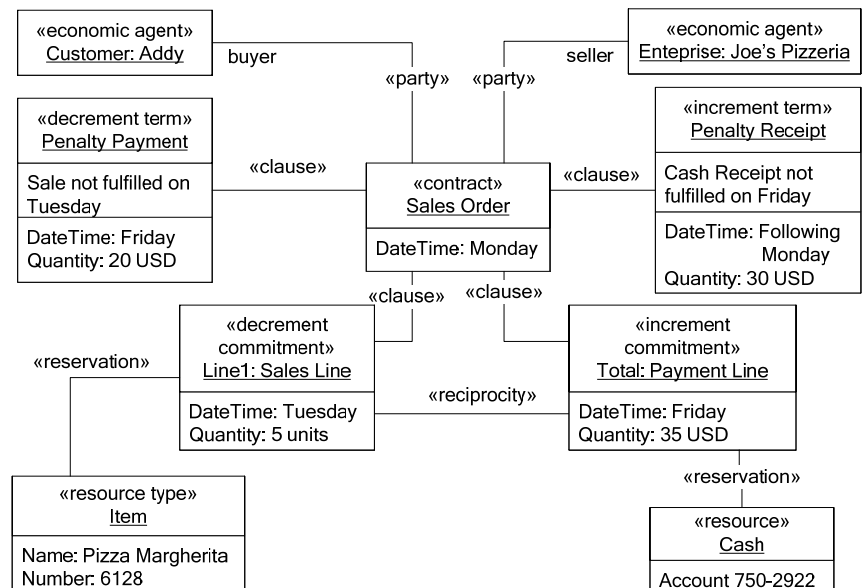 «economic agent»
Customer: Addy
buyer
«party»
«party»
seller
«economic agent»
Enteprise: Joe's Pizzeria
«decrement term»
Penalty Payment
Sale not fulfilled on
Tuesday
DateTime: Friday
Quantity: 20 USD
«clause»
«contract»
Sales Order
DateTime: Monday
«clause»
«increment term»
Penalty Receipt
Cash Receipt not
fulfilled on Friday
DateTime: Following
Monday
Quantity: 30 USD
«clause»
«clause»
«reservation»
«decrement
commitment»
Line1: Sales Line
DateTime: Tuesday
Quantity: 5 units
«reciprocity»
«increment
commitment»
Total: Payment Line
DateTime: Friday
Quantity: 35 USD
«reservation»
«resource type»
Item
Name: Pizza Margherita
Number: 6128
«resource»
Cash
Account 750-2922